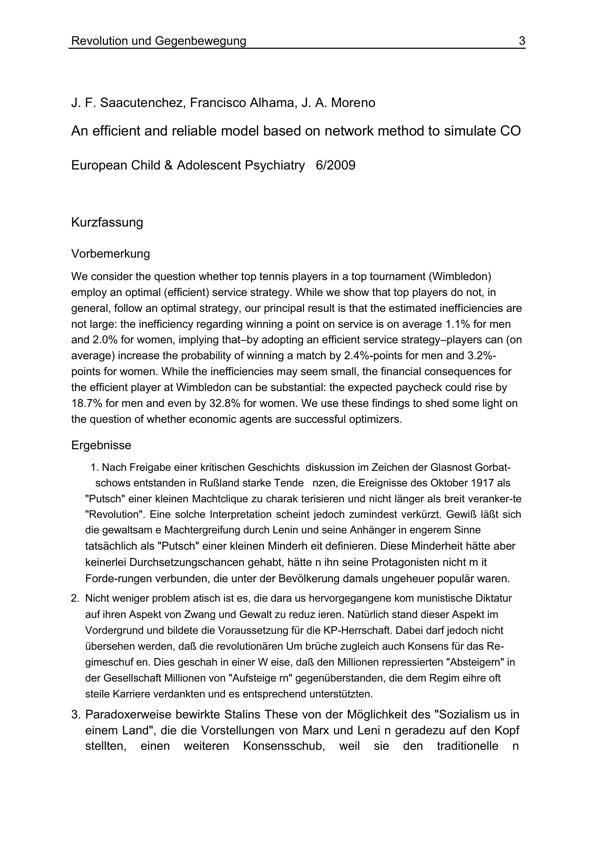 Revolution und Gegenbewegung 3
J. F. Saacutenchez, Francisco Alhama, J. A. Moreno
An efficient and reliable model based on network method to simulate CO
European Child & Adolescent Psychiatry 6/2009
Kurzfassung
Vorbemerkung
We consider the question whether top tennis players in a top tournament (Wimbledon)
employ an optimal (efficient) service strategy. While we show that top players do not, in
general, follow an optimal strategy, our principal result is that the estimated inefficiencies are
not large: the inefficiency regarding winning a point on service is on average 1.1% for men
and 2.0% for women, implying that–by adopting an efficient service strategy–players can (on
average) increase the probability of winning a match by 2.4%-points for men and 3.2%-
points for women. While the inefficiencies may seem small, the financial consequences for
the efficient player at Wimbledon can be substantial: the expected paycheck could rise by
18.7% for men and even by 32.8% for women. We use these findings to shed some light on
the question of whether economic agents are successful optimizers.
Ergebnisse
1. Nach Freigabe einer kritischen Geschichts diskussion im Zeichen der Glasnost Gorbat-
schows entstanden in Rußland starke Tende nzen, die Ereignisse des Oktober 1917 als
"Putsch" einer kleinen Machtclique zu charak terisieren und nicht länger als breit veranker-te
"Revolution". Eine solche Interpretation scheint jedoch zumindest verkürzt. Gewiß läßt sich
die gewaltsam e Machtergreifung durch Lenin und seine Anhänger in engerem Sinne
tatsächlich als "Putsch" einer kleinen Minderh eit definieren. Diese Minderheit hätte aber
keinerlei Durchsetzungschancen gehabt, hätte n ihn seine Protagonisten nicht m it
Forde-rungen verbunden, die unter der Bevölkerung damals ungeheuer populär waren.
2. Nicht weniger problem atisch ist es, die dara us hervorgegangene kom munistische Diktatur
auf ihren Aspekt von Zwang und Gewalt zu reduz ieren. Natürlich stand dieser Aspekt im
Vordergrund und bildete die Voraussetzung für die KP-Herrschaft. Dabei darf jedoch nicht
übersehen werden, daß die revolutionären Um brüche zugleich auch Konsens für das Re-
gimeschuf en. Dies geschah in einer W eise, daß den Millionen repressierten "Absteigern" in
der Gesellschaft Millionen von "Aufsteige rn" gegenüberstanden, die dem Regim eihre oft
steile Karriere verdankten und es entsprechend unterstützten.
3. Paradoxerweise bewirkte Stalins These von der Möglichkeit des "Sozialism us in
einem Land", die die Vorstellungen von Marx und Leni n geradezu auf den Kopf
stellten, einen weiteren Konsensschub, weil sie den traditionelle n